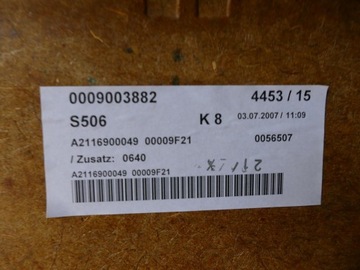 0009003882 4453 / 15
S506 K 8 03.07.2007 / 11:09
A2116900049 00009F21 0056507
/ Zusatz: 0640
A2116900049 00009F21